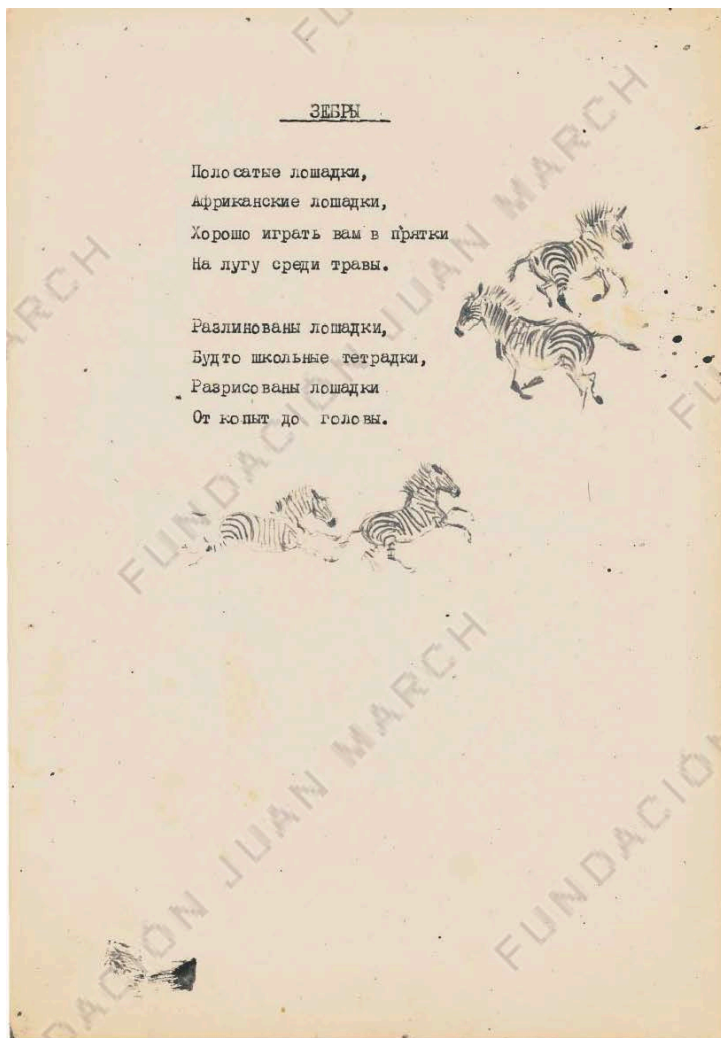 ЗЕБРЫ
Полосатые лошадки,
Африканские лошадки,
Хорошо играть вам в прятки
На лугу среди травы.
Разлинованы лошадки,
Будто школьные тетрадки,
Разрисованы лошадки
От копыт до головы.
FUNDACIÓN JUAN MARCH
FUNDACIÓN JUAN MARCH